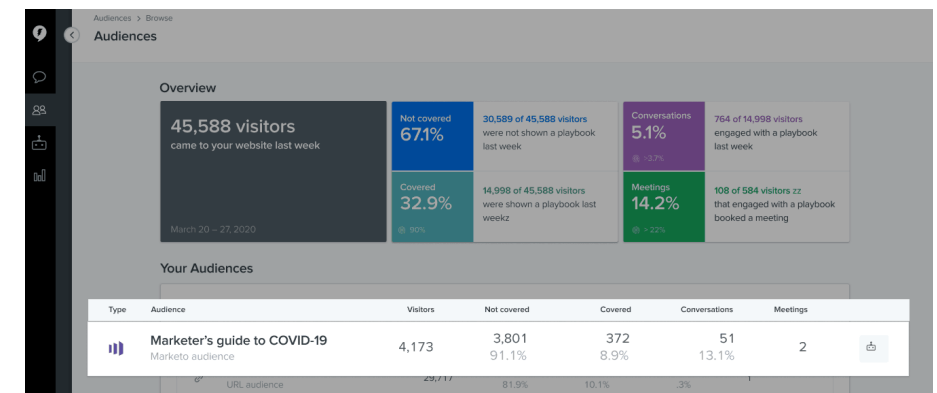 Audiences > Browse
Audiences
Overview
45,588 visitors
came to your website last week
March 20 – 27, 2020
Not covered
67.1%
30,589 of 45,588 visitors
were not shown a playbook
last week
Conversations
5.1%
>3.7%
764 of 14,998 visitors
engaged with a playbook
last week
Covered
32.9%
90%
14,998 of 45,588 visitors
were shown a playbook last
weekz
Meetings
14.2%
> 22%
108 of 584 visitors zz
that engaged with a playbook
booked a meeting
Your Audiences
Type Audience Visitors Not covered Covered Conversations Meetings
Marketer's guide to COVID-19 4,173 3,801 372 51 2
Marketo audience 91.1% 8.9% 13.1%
29,717
URL audience 81.9% 10.1% .3%